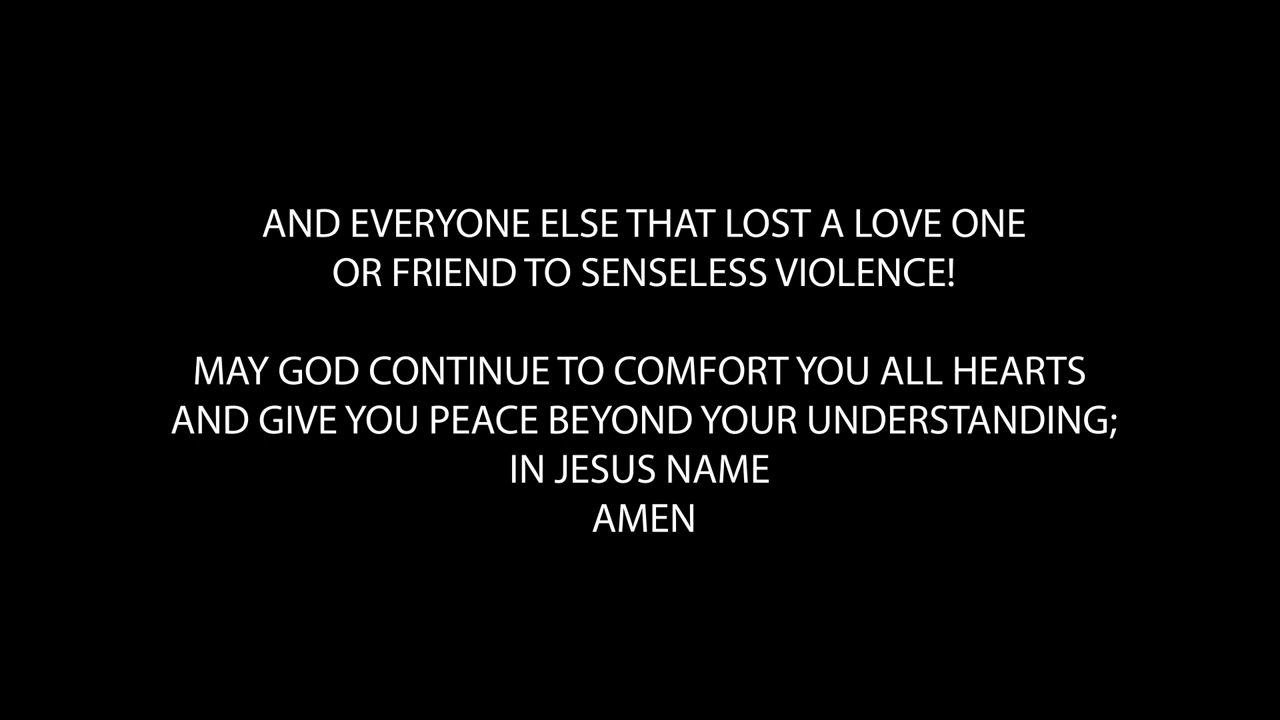 AND EVERYONE ELSE THAT LOST A LOVE ONE
OR FRIEND TO SENSELESS VIOLENCE!
MAY GOD CONTINUE TO COMFORT YOU ALL HEARTS
AND GIVE YOU PEACE BEYOND YOUR UNDERSTANDING;
IN JESUS NAME
AMEN